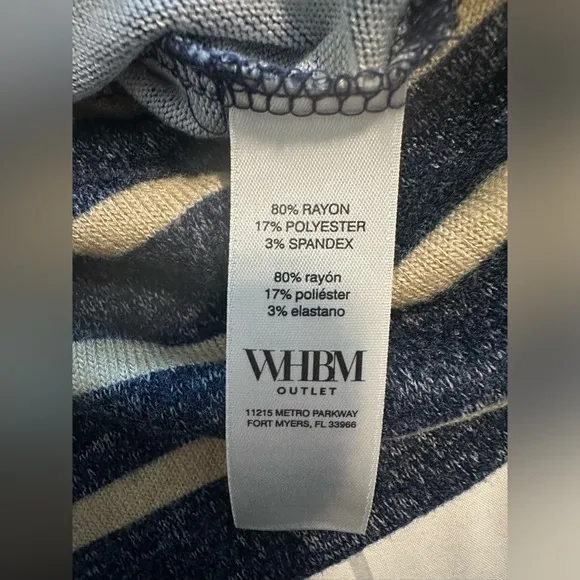 80% RAYON
17% POLYESTER
3% SPANDEX
80% rayón
17% poliéster
3% elastano
WHBM
OUTLET
11215 METRO PARKWAY
FORT MYERS, FL 33966